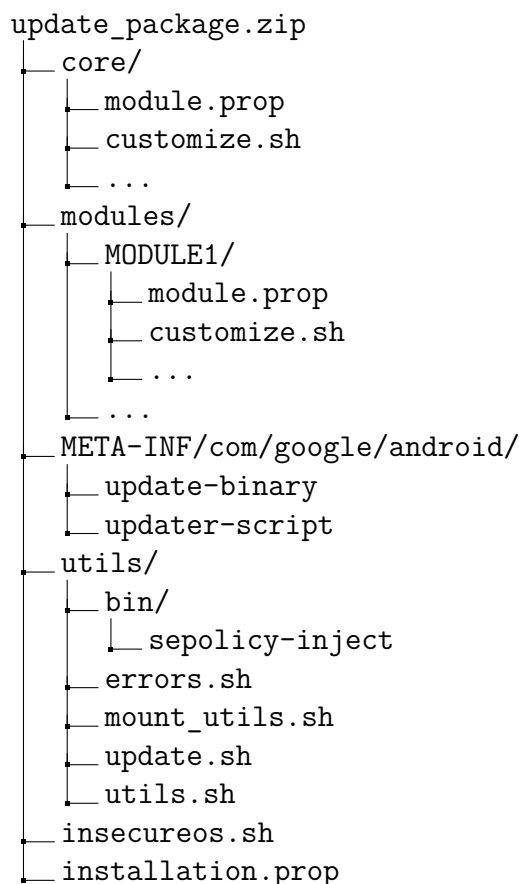 update_package.zip
core/
module.prop
customize.sh
...
modules/
MODULE1/
module.prop
customize.sh
...
...
META-INF/com/google/android/
update-binary
updater-script
utils/
bin/
sepolicy-inject
errors.sh
mount_utils.sh
update.sh
utils.sh
insecureos.sh
installation.prop